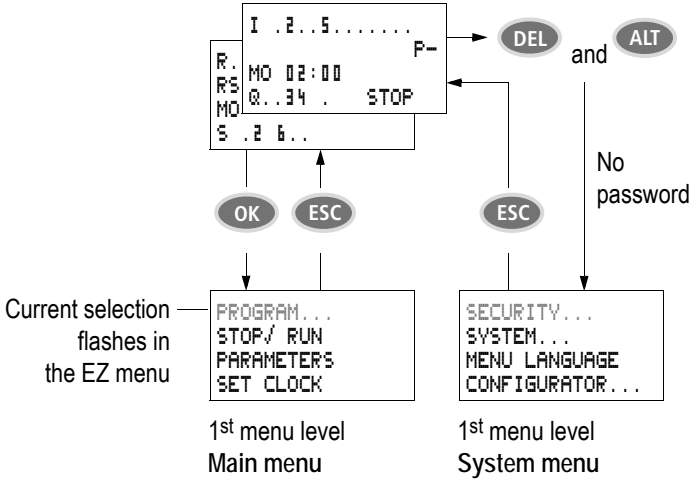 I .2..5.......
P-
MO 02:00
Q..34 . STOP
R.
RS
MO
S .2 6..
DEL
and
ALT
No
password
OK
ESC
ESC
Current selection
flashes in
the EZ menu
PROGRAM...
STOP/ RUN
PARAMETERS
SET CLOCK
SECURITY...
SYSTEM...
MENU LANGUAGE
CONFIGURATOR...
1st menu level
Main menu
1st menu level
System menu